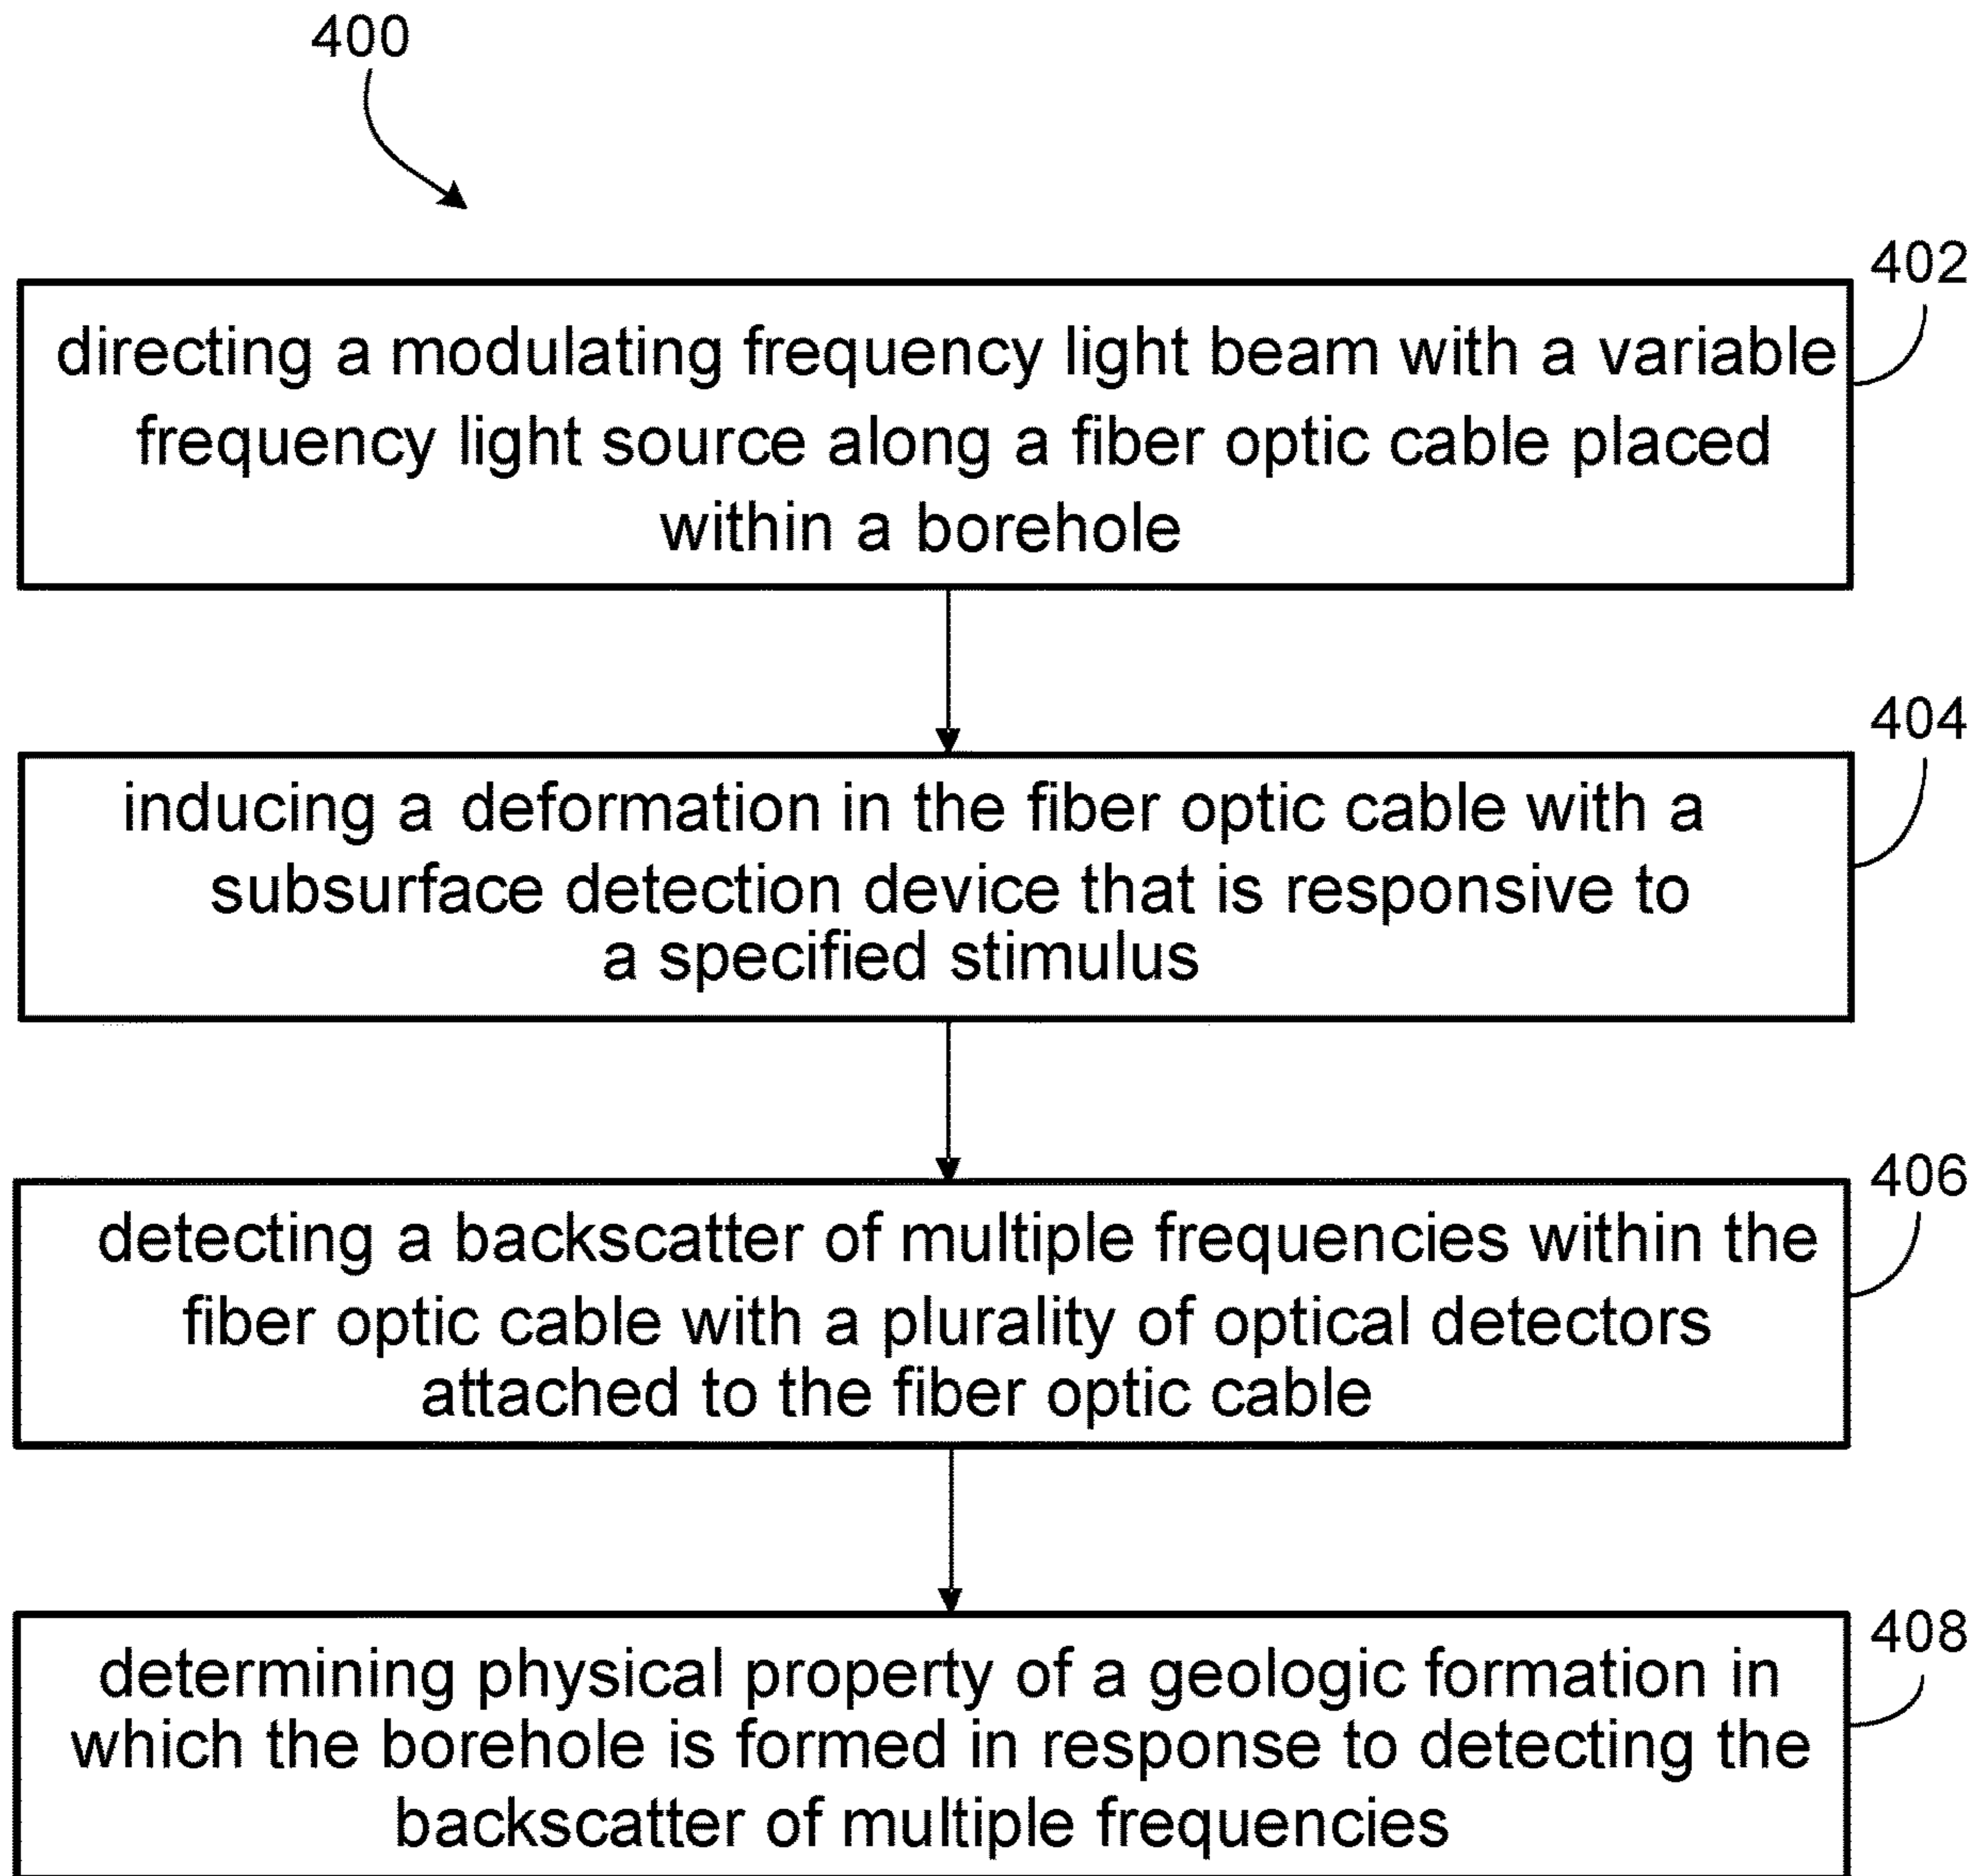 400
402
directing a modulating frequency light beam with a variable
frequency light source along a fiber optic cable placed
within a borehole
404
inducing a deformation in the fiber optic cable with a
subsurface detection device that is responsive to
a specified stimulus
406
detecting a backscatter of multiple frequencies within the
fiber optic cable with a plurality of optical detectors
attached to the fiber optic cable
408
determining physical property of a geologic formation in
which the borehole is formed in response to detecting the
backscatter of multiple frequencies